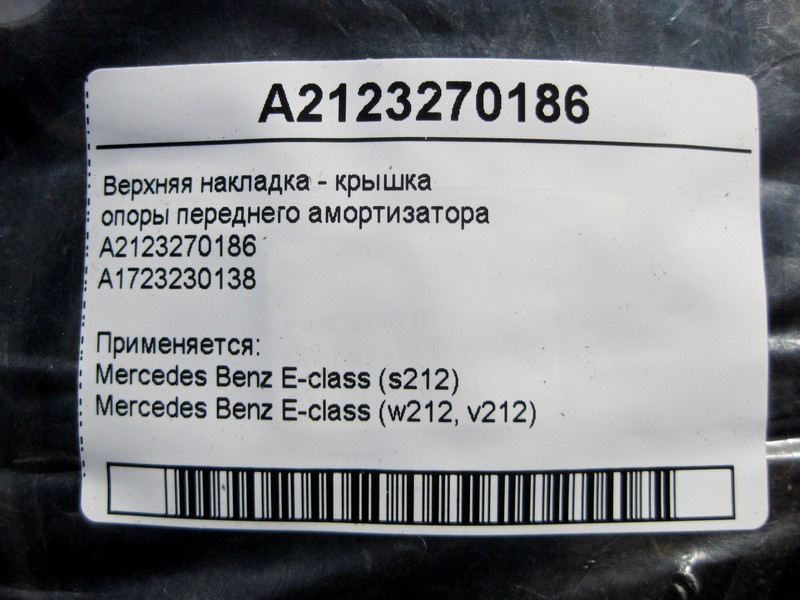 A2123270186
Верхняя накладка - крышка
опоры переднего амортизатора
A2123270186
A1723230138
Применяется:
Mercedes Benz E-class (s212)
Mercedes Benz E-class (w212, v212)